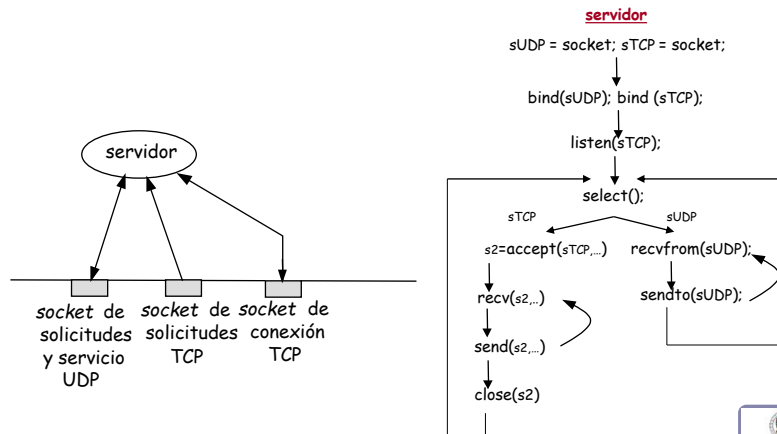 servidor
socket de
solicitudes
y servicio
UDP
socket de
solicitudes
TCP
socket de
conexión
TCP
servidor
sUDP = socket; sTCP = socket;
bind(sUDP); bind (sTCP);
listen(sTCP);
select();
sTCP
sUDP
s2=accept(sTCP,...)
recvfrom(sUDP);
recv(s2,..)
sendto(sUDP);
send(s2,...)
close(s2)